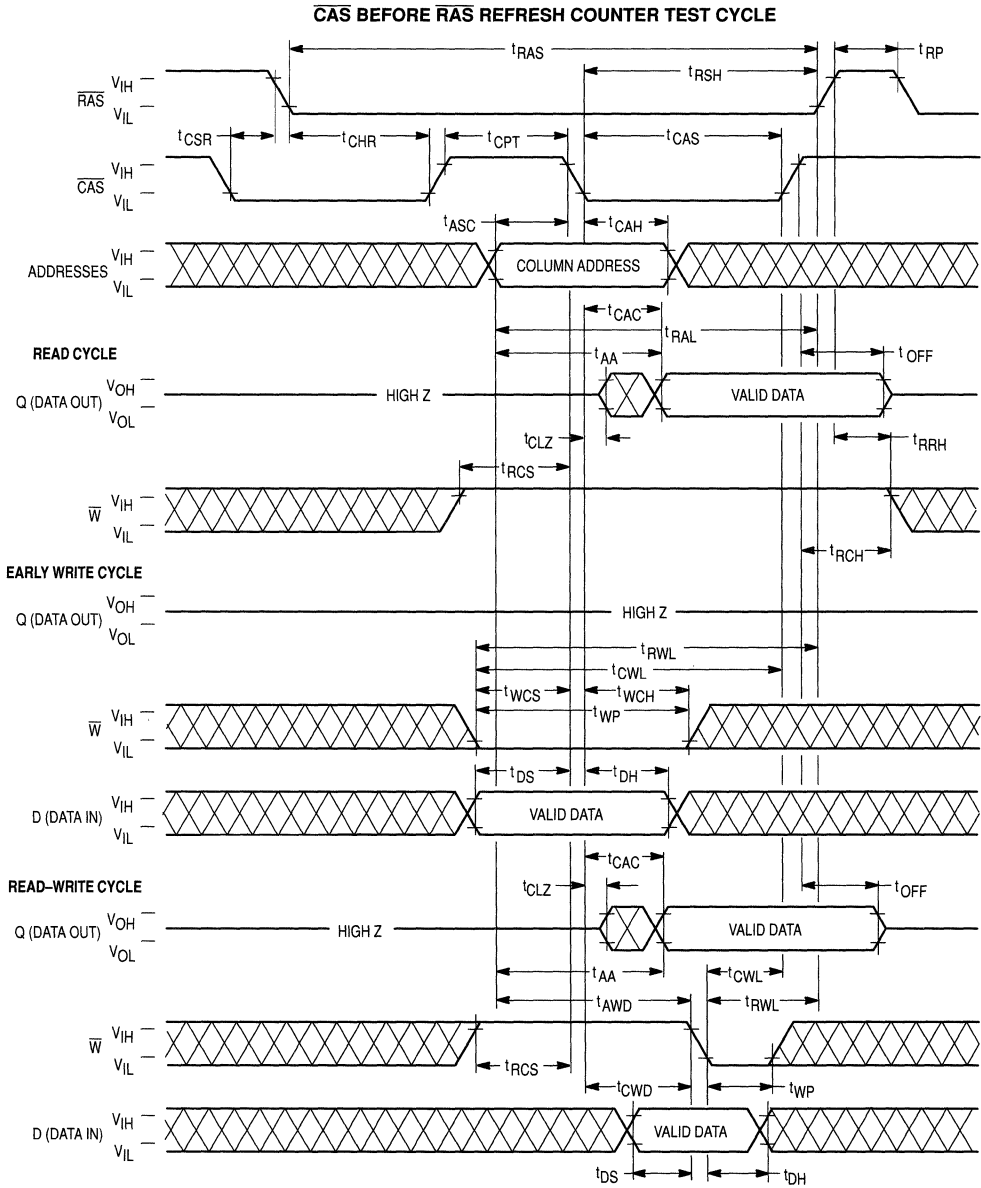 CAS BEFORE RAS REFRESH COUNTER TEST CYCLE
tRAS
tRP
tRSH
RAS
VIH
VIL
tCSR
tCHR
tCPT
tCAS
CAS
VIH
VIL
tASC
tCAH
ADDRESSES
VIH
VIL
COLUMN ADDRESS
tCAC
tRAL
READ CYCLE
tAA
tOFF
Q (DATA OUT)
VOH
VOL
HIGH Z
VALID DATA
tCLZ
tRRH
tRCS
W
VIH
VIL
tRCH
EARLY WRITE CYCLE
Q (DATA OUT)
VOH
VOL
HIGH Z
tRWL
tCWL
tWCS
tWCH
tWP
W
VIH
VIL
tDS
tDH
D (DATA IN)
VIH
VIL
VALID DATA
tCAC
READ–WRITE CYCLE
tCLZ
tOFF
Q (DATA OUT)
VOH
VOL
HIGH Z
VALID DATA
tAA
tCWL
tAWD
tRWL
W
VIH
VIL
tRCS
tCWD
tWP
D (DATA IN)
VIH
VIL
VALID DATA
tDS
tDH